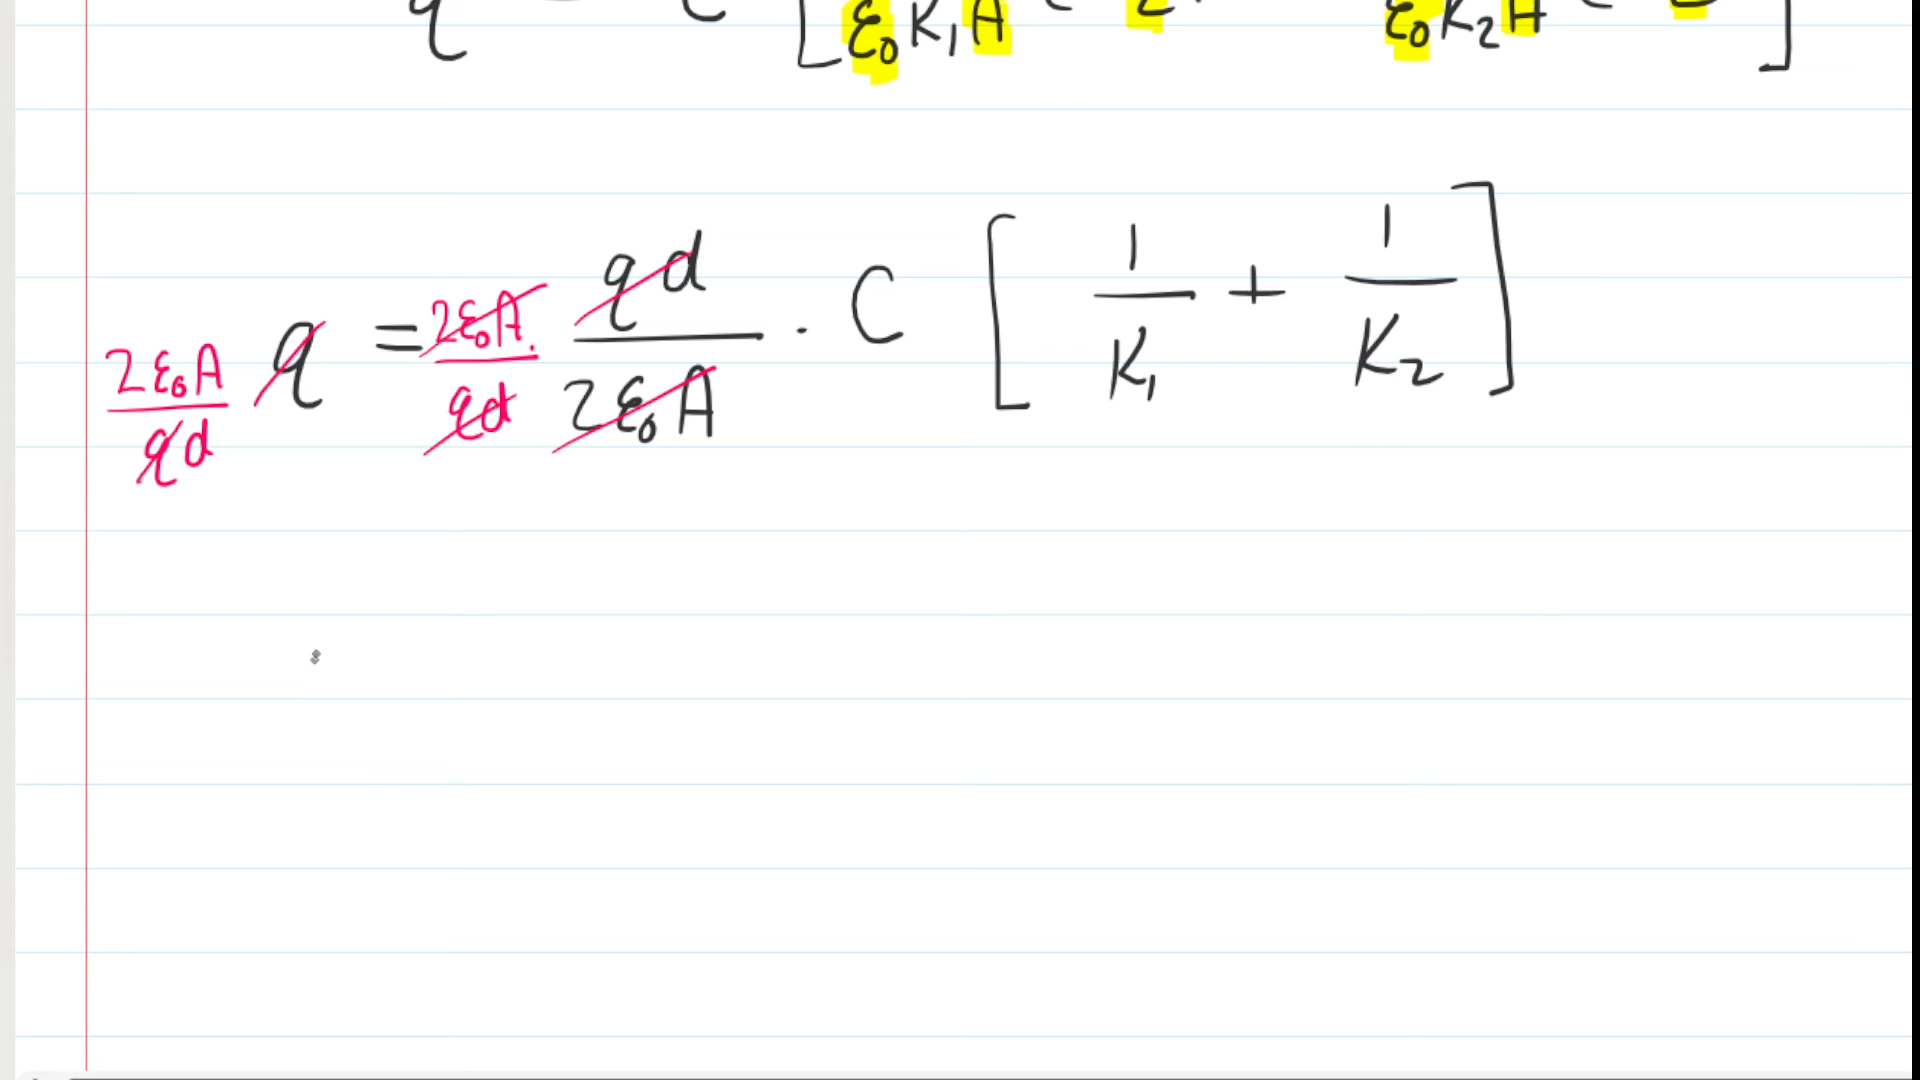 q [ ε₀K₁A ε₀K₂A ]
(2ε₀A / qd) q = (2ε₀A / qd) · (qd / 2ε₀A) · C [ 1/K₁ + 1/K₂ ]